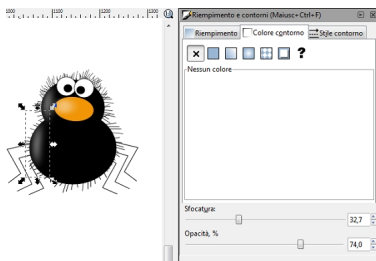 1000 1100 1200 1300
Riempimento e contorni (Maiusc+Ctrl+F)
Riempimento Colore contorno Stile contorno
?
Nessun colore
Sfocatura:
32,7
Opacità, %
74,0